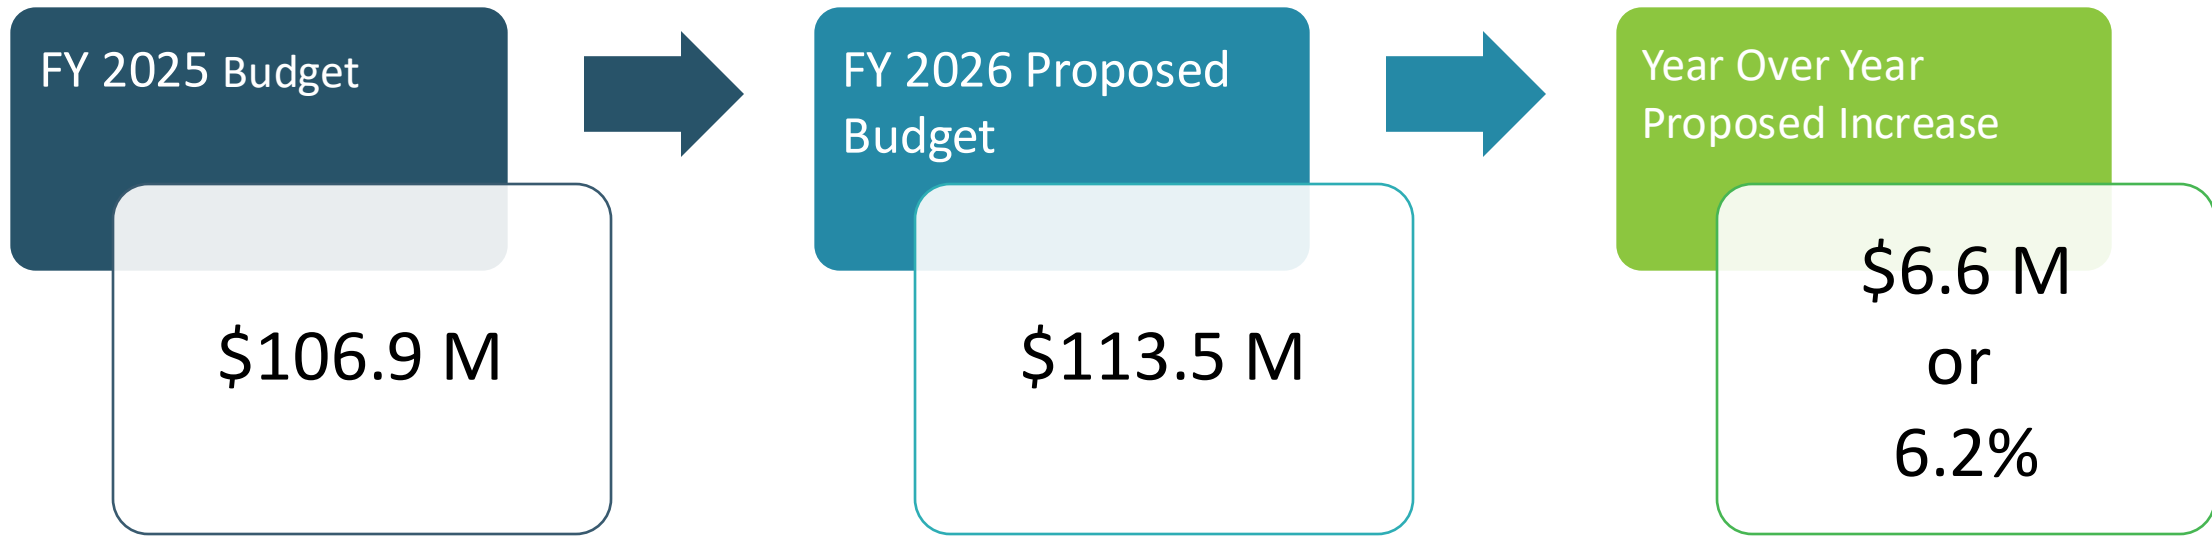 FY 2025 Budget
$106.9 M
FY 2026 Proposed
Budget
$113.5 M
Year Over Year
Proposed Increase
$6.6 M
or
6.2%